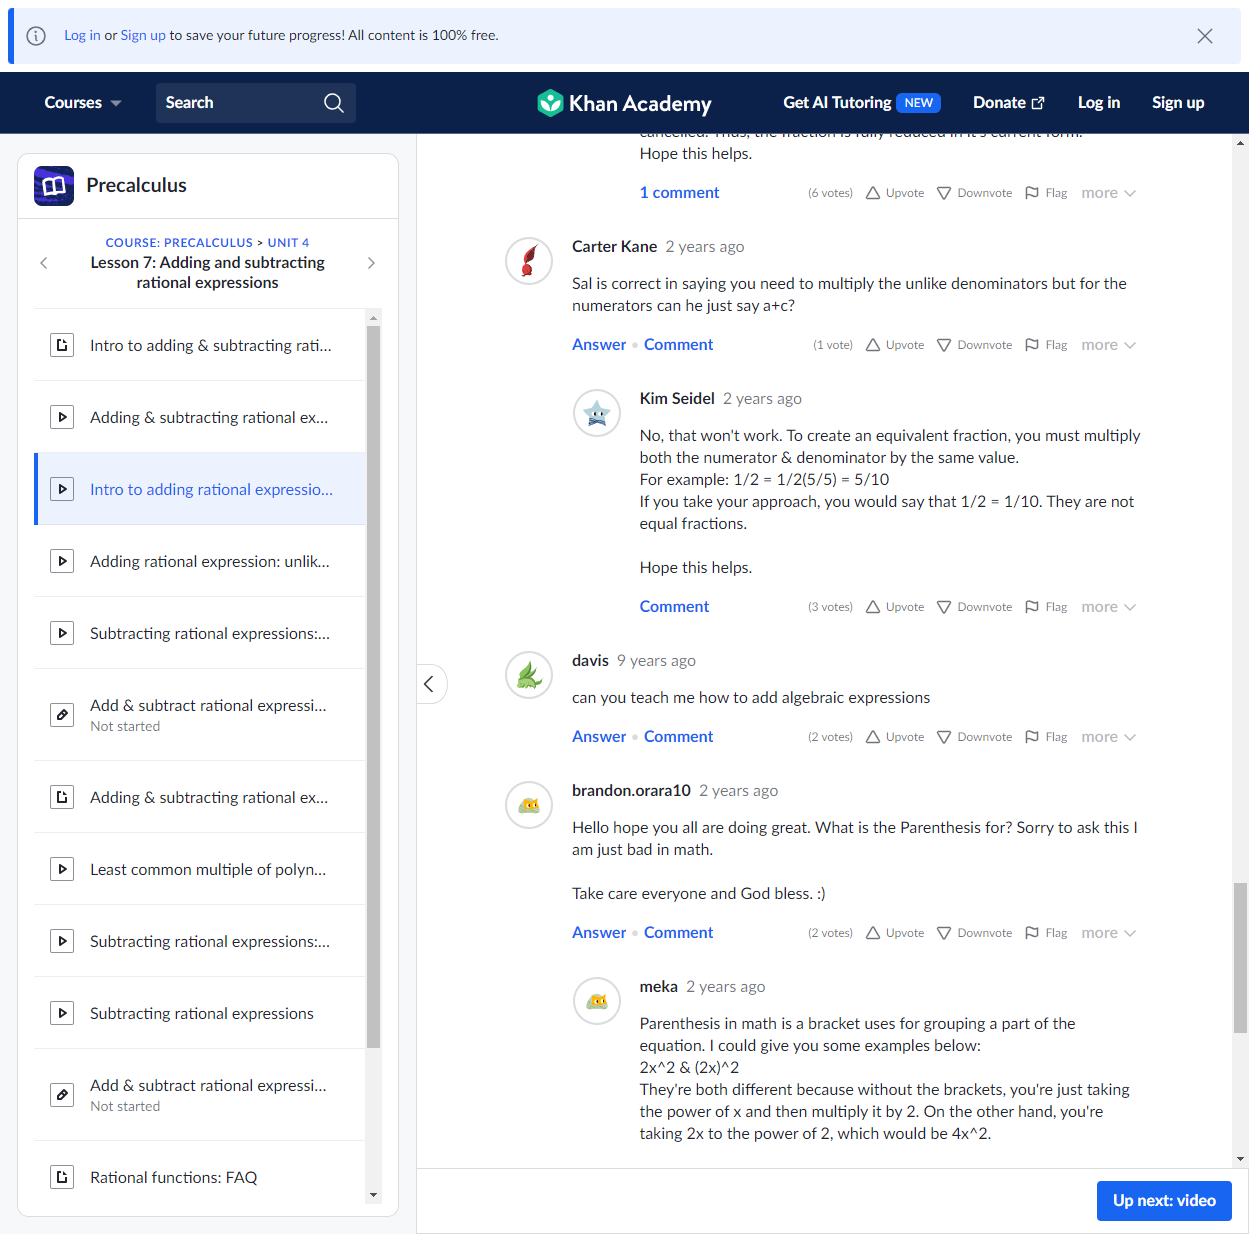 Log in or Sign up to save your future progress! All content is 100% free.
Courses
Search
Khan Academy
Get AI Tutoring NEW
Donate
Log in
Sign up
Precalculus
COURSE: PRECALCULUS > UNIT 4
Lesson 7: Adding and subtracting
rational expressions
Intro to adding & subtracting rati...
Adding & subtracting rational ex...
Intro to adding rational expressio...
Adding rational expression: unlik...
Subtracting rational expressions:...
Add & subtract rational expressi...
Not started
Adding & subtracting rational ex...
Least common multiple of polyn...
Subtracting rational expressions:...
Subtracting rational expressions
Add & subtract rational expressi...
Not started
Rational functions: FAQ
cancelled. Thus, the fraction is fully reduced in it's current form.
Hope this helps.
1 comment (6 votes) Upvote Downvote Flag more
Carter Kane 2 years ago
Sal is correct in saying you need to multiply the unlike denominators but for the
numerators can he just say a+c?
Answer • Comment (1 vote) Upvote Downvote Flag more
Kim Seidel 2 years ago
No, that won't work. To create an equivalent fraction, you must multiply
both the numerator & denominator by the same value.
For example: 1/2 = 1/2(5/5) = 5/10
If you take your approach, you would say that 1/2 = 1/10. They are not
equal fractions.
Hope this helps.
Comment (3 votes) Upvote Downvote Flag more
davis 9 years ago
can you teach me how to add algebraic expressions
Answer • Comment (2 votes) Upvote Downvote Flag more
brandon.orara10 2 years ago
Hello hope you all are doing great. What is the Parenthesis for? Sorry to ask this I
am just bad in math.
Take care everyone and God bless. :)
Answer • Comment (2 votes) Upvote Downvote Flag more
meka 2 years ago
Parenthesis in math is a bracket uses for grouping a part of the
equation. I could give you some examples below:
2x^2 & (2x)^2
They're both different because without the brackets, you're just taking
the power of x and then multiply it by 2. On the other hand, you're
taking 2x to the power of 2, which would be 4x^2.
Up next: video